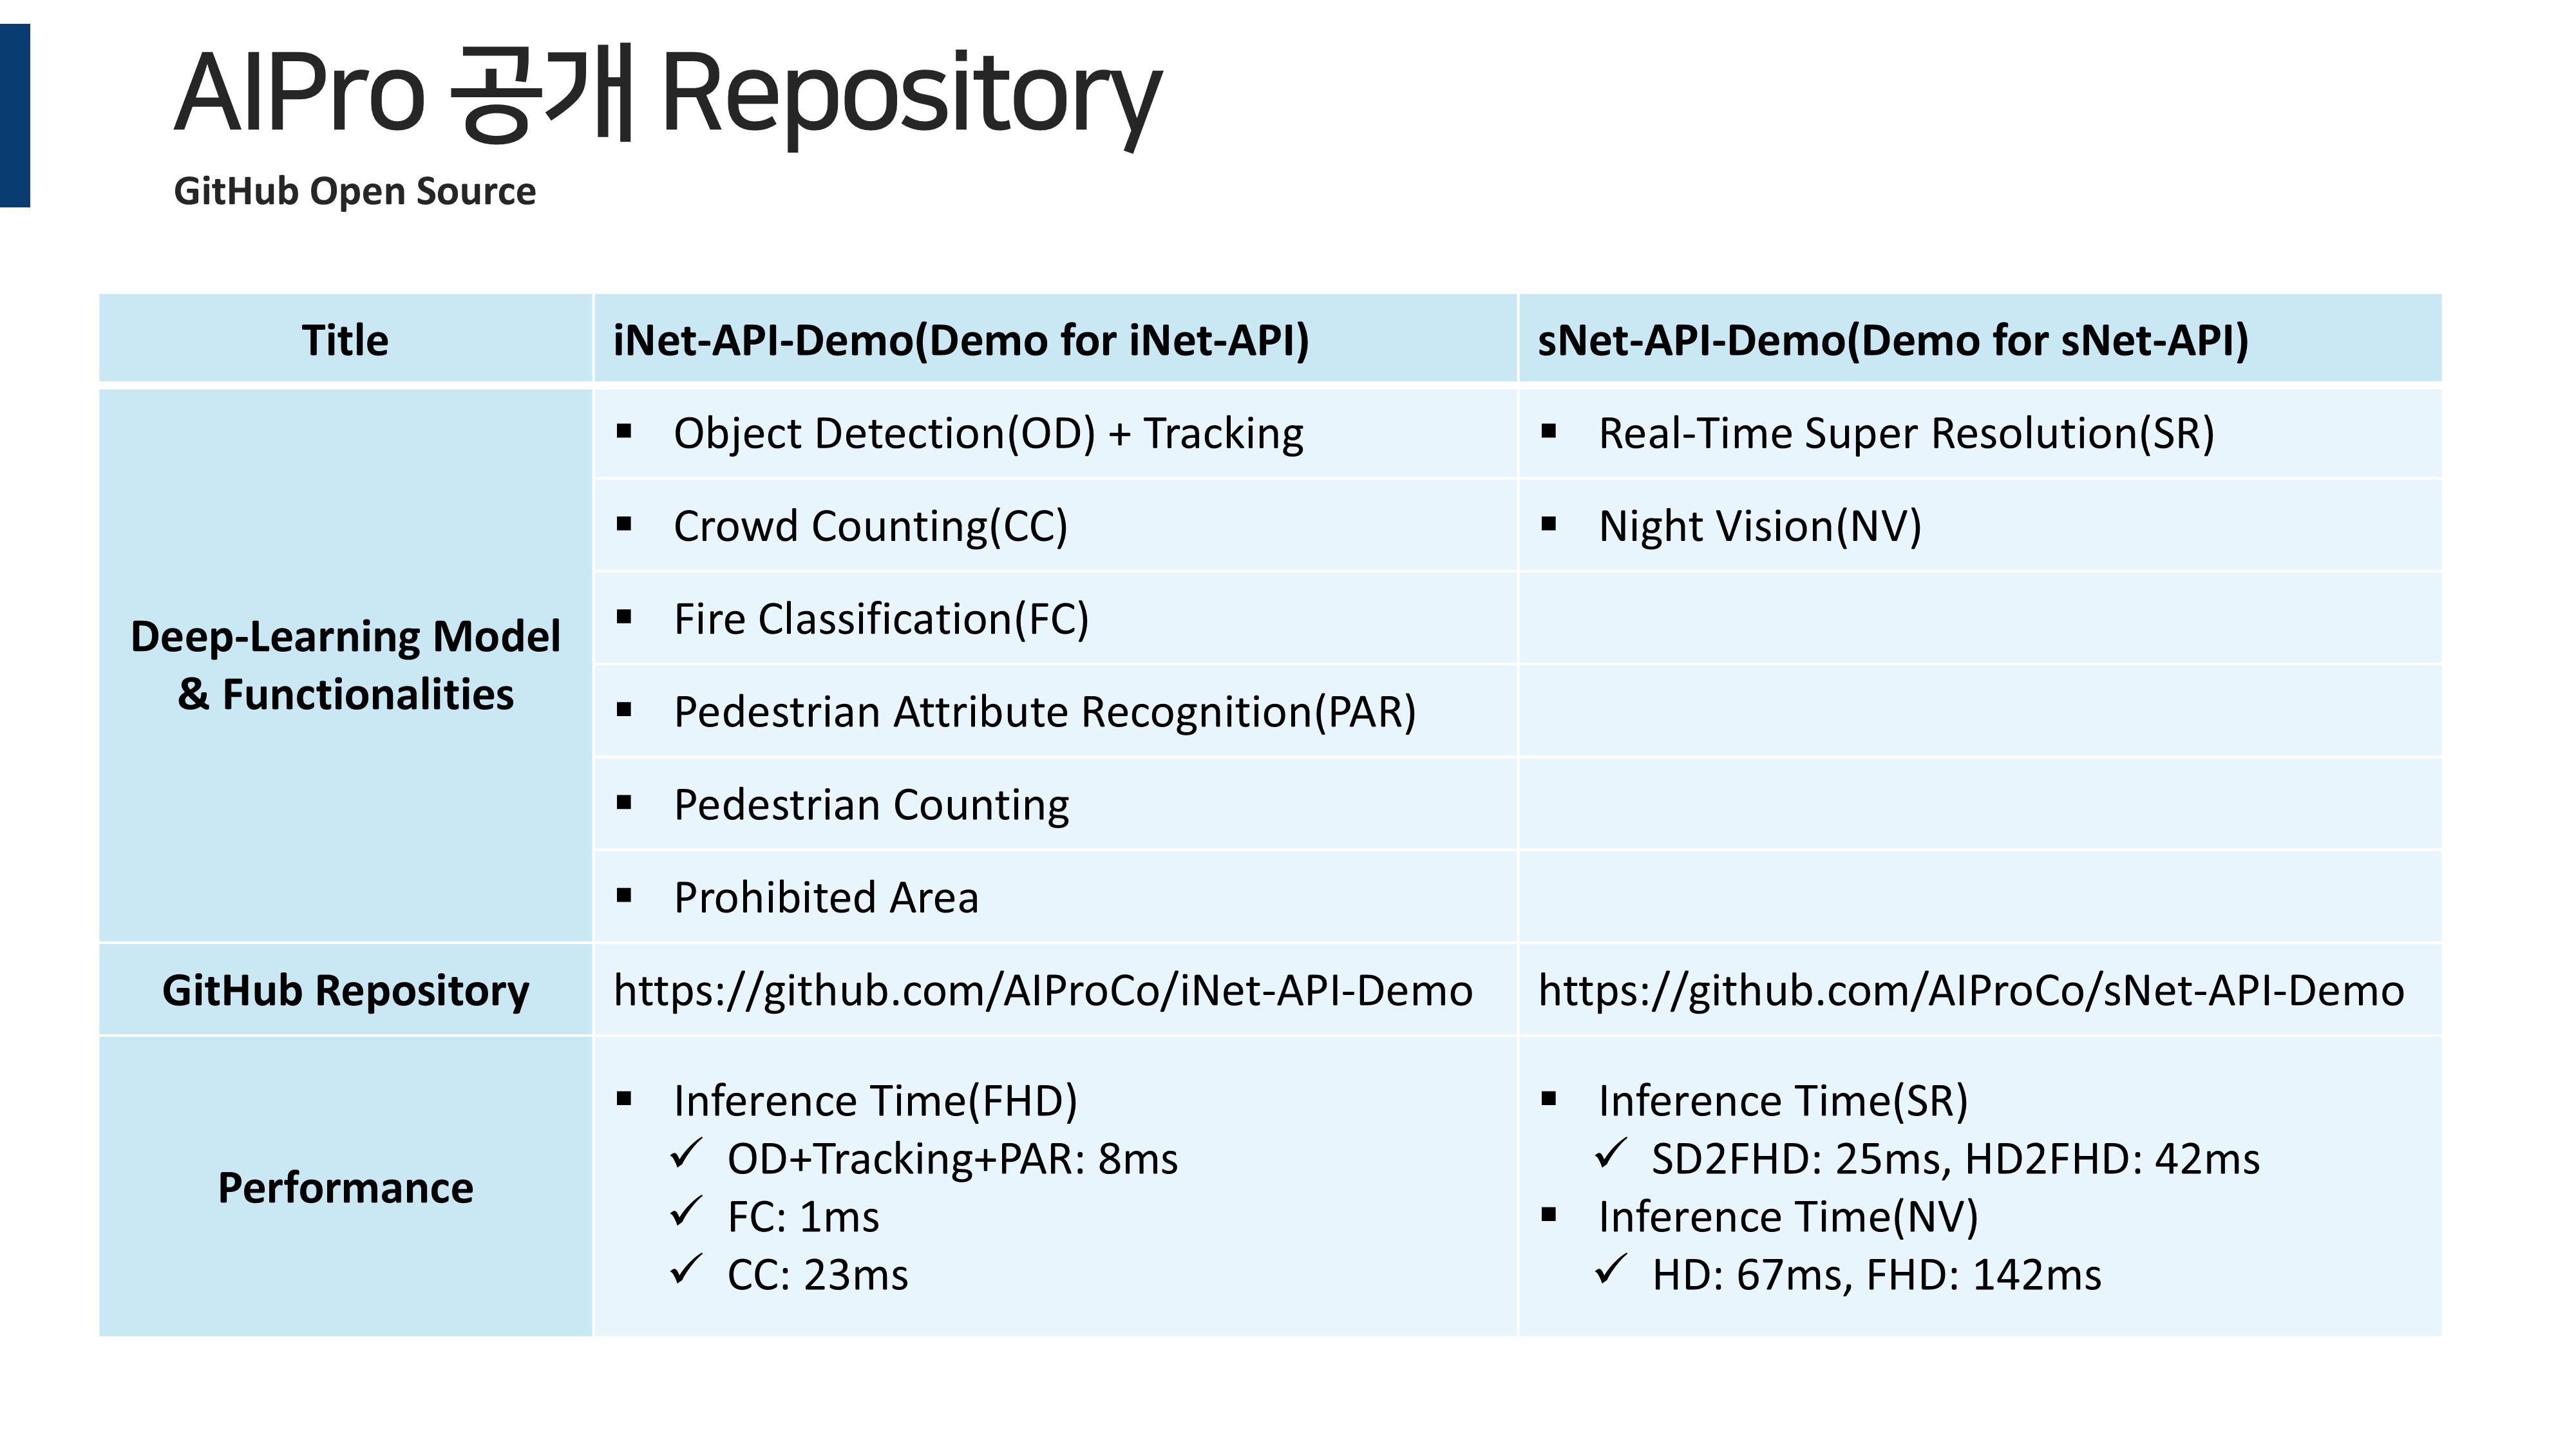 AIPro 공개 Repository
GitHub Open Source
Title
iNet-API-Demo(Demo for iNet-API)
sNet-API-Demo(Demo for sNet-API)
Deep-Learning Model
& Functionalities
▪ Object Detection(OD) + Tracking
▪ Real-Time Super Resolution(SR)
▪ Crowd Counting(CC)
▪ Night Vision(NV)
▪ Fire Classification(FC)
▪ Pedestrian Attribute Recognition(PAR)
▪ Pedestrian Counting
▪ Prohibited Area
GitHub Repository
https://github.com/AIProCo/iNet-API-Demo
https://github.com/AIProCo/sNet-API-Demo
Performance
▪ Inference Time(FHD)
✓ OD+Tracking+PAR: 8ms
✓ FC: 1ms
✓ CC: 23ms
▪ Inference Time(SR)
✓ SD2FHD: 25ms, HD2FHD: 42ms
▪ Inference Time(NV)
✓ HD: 67ms, FHD: 142ms